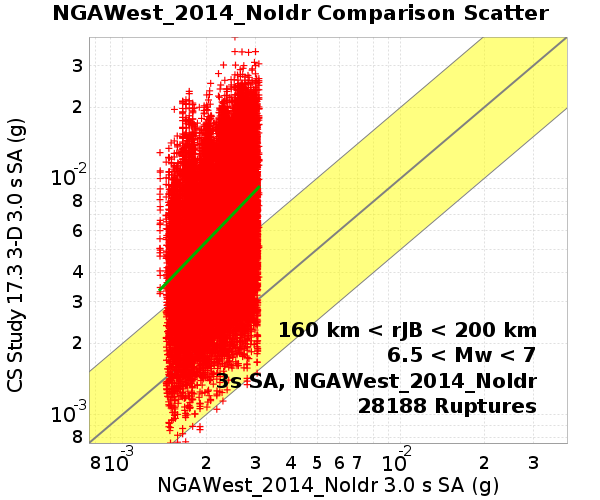 NGAWest_2014_NoIdr Comparison Scatter
CS Study 17.3 3-D 3.0 s SA (g)
3
2
10-2
8
6
4
3
2
10-3
8
160 km < rJB < 200 km
6.5 < Mw < 7
3s SA, NGAWest_2014_NoIdr
28188 Ruptures
8 10-3 2 3 4 5 6 7 10-2 2 3
NGAWest_2014_NoIdr 3.0 s SA (g)